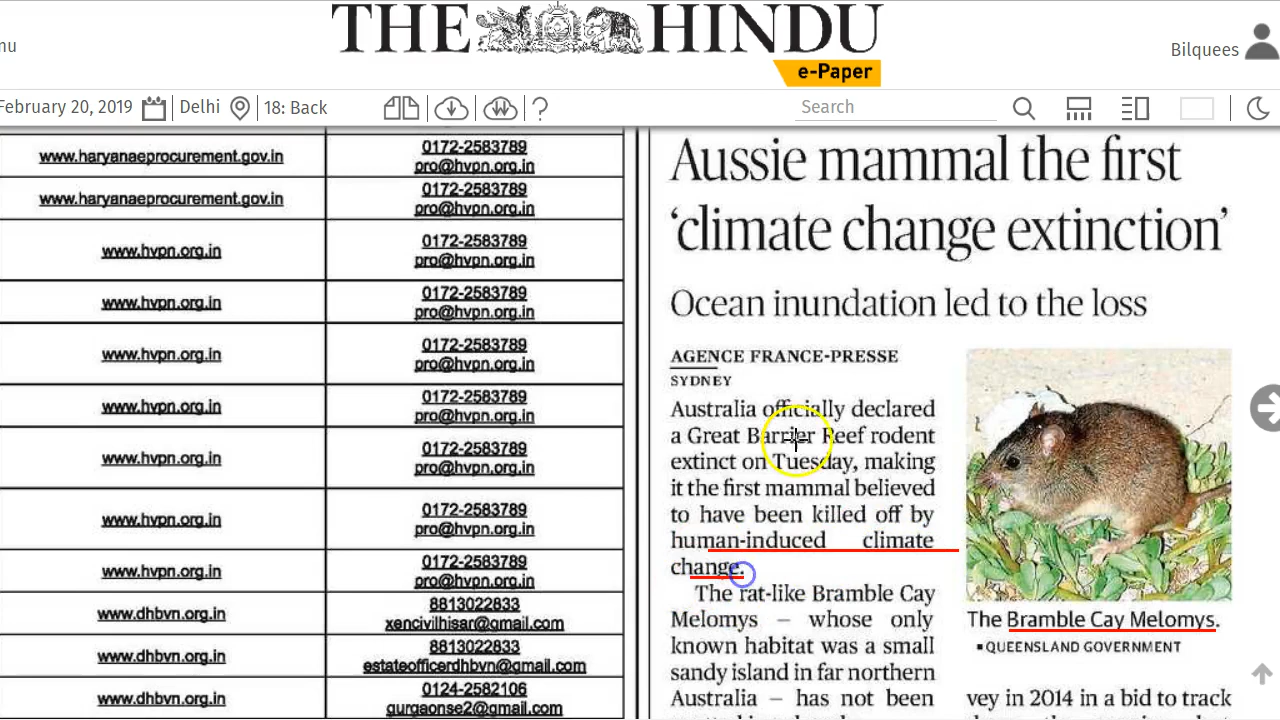 THE HINDU
e-Paper
nu
Bilquees
February 20, 2019
Delhi
18: Back
?
Search
www.haryanaeprocurement.gov.in
0172-2583789
pro@hvpn.org.in
www.haryanaeprocurement.gov.in
0172-2583789
pro@hvpn.org.in
www.hvpn.org.in
0172-2583789
pro@hvpn.org.in
www.hvpn.org.in
0172-2583789
pro@hvpn.org.in
www.hvpn.org.in
0172-2583789
pro@hvpn.org.in
www.hvpn.org.in
0172-2583789
pro@hvpn.org.in
www.hvpn.org.in
0172-2583789
pro@hvpn.org.in
www.hvpn.org.in
0172-2583789
pro@hvpn.org.in
www.hvpn.org.in
0172-2583789
pro@hvpn.org.in
www.dhbvn.org.in
8813022833
xencivilhisar@gmail.com
www.dhbvn.org.in
8813022833
estateofficerdhbvn@gmail.com
www.dhbvn.org.in
0124-2582106
gurgaonse2@gmail.com
Aussie mammal the first
‘climate change extinction’
Ocean inundation led to the loss
AGENCE FRANCE-PRESSE
SYDNEY
Australia officially declared
a Great Barrier Reef rodent
extinct on Tuesday, making
it the first mammal believed
to have been killed off by
human-induced climate
change.
The rat-like Bramble Cay
Melomys – whose only
known habitat was a small
sandy island in far northern
Australia – has not been
The Bramble Cay Melomys.
▪QUEENSLAND GOVERNMENT
vey in 2014 in a bid to track